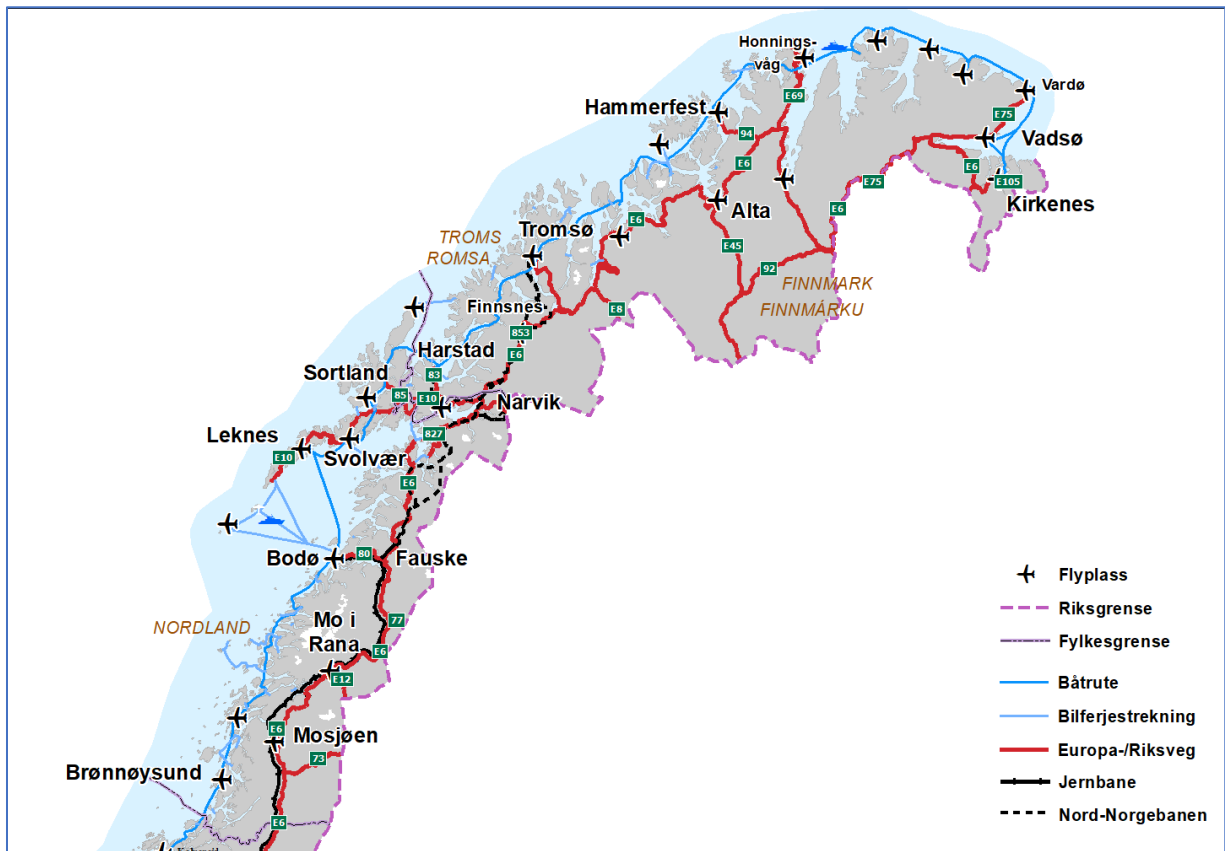 Honnings-
våg
E69
Vardø
E75
Hammerfest
94
Vadsø
E6
E6
E75
E105
Kirkenes
Alta
E6
E6
Tromsø
TROMS
ROMSA
E45
92
FINNMARK
FINNMÁRKU
Finnsnes
E8
853
E6
Harstad
83
Sortland
85
E10
Narvik
827
Leknes
E10
Svolvær
E6
Bodø
80
Fauske
Mo i
Rana
77
NORDLAND
E6
E12
E6
Mosjøen
73
Brønnøysund
E6
Flyplass
Riksgrense
Fylkesgrense
Båtrute
Bilferjestrekning
Europa-/Riksveg
Jernbane
Nord-Norgebanen